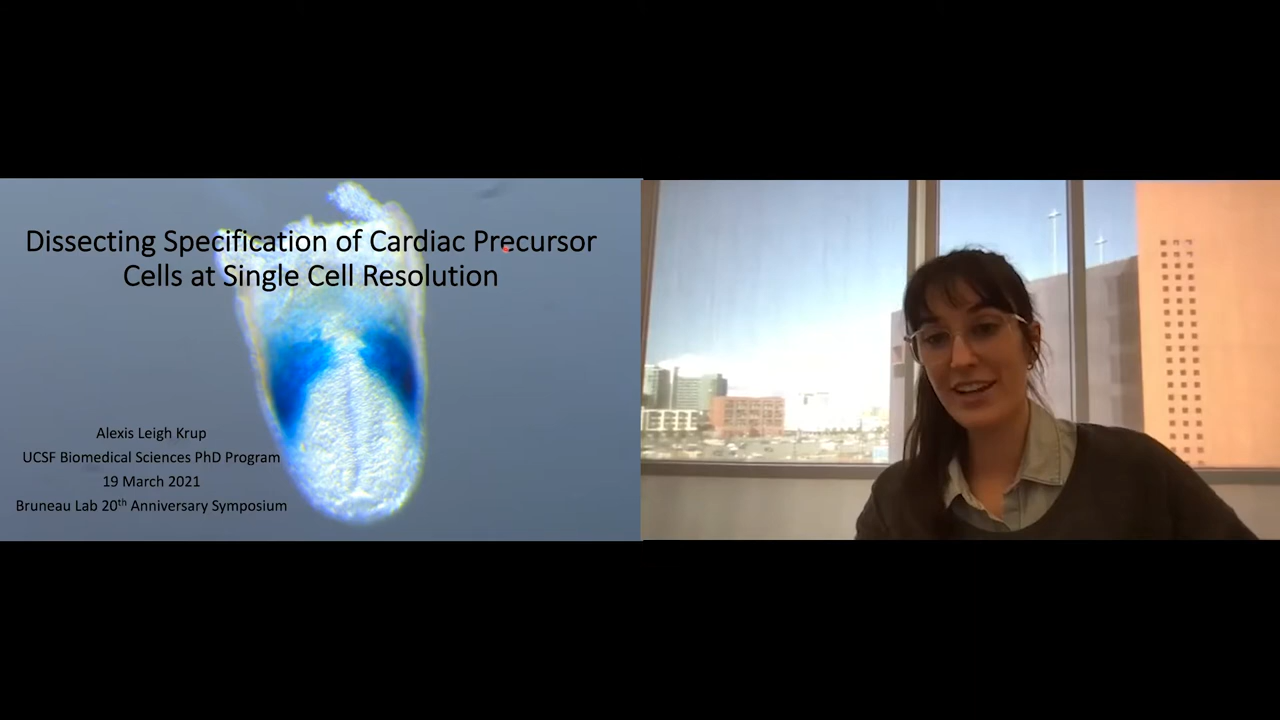 Dissecting Specification of Cardiac Precursor
Cells at Single Cell Resolution
Alexis Leigh Krup
UCSF Biomedical Sciences PhD Program
19 March 2021
Bruneau Lab 20th Anniversary Symposium